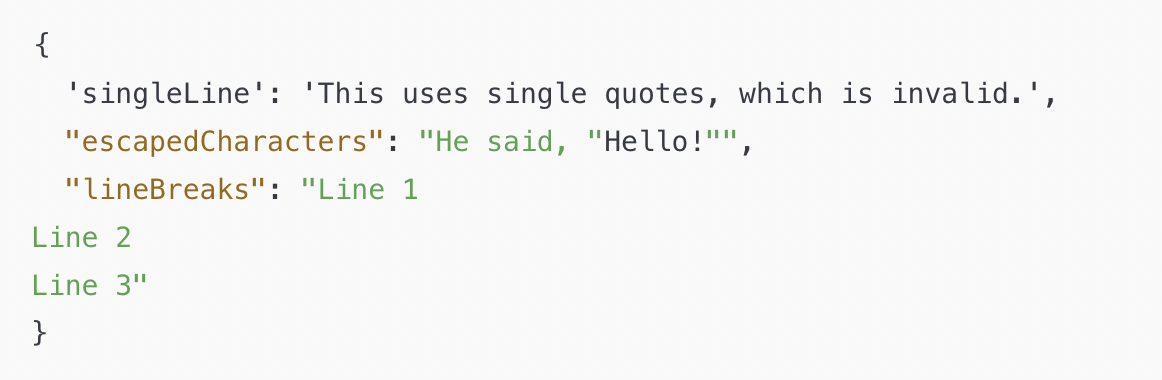 {
  'singleLine': 'This uses single quotes, which is invalid.',
  "escapedCharacters": "He said, "Hello!"",
  "lineBreaks": "Line 1
Line 2
Line 3"
}